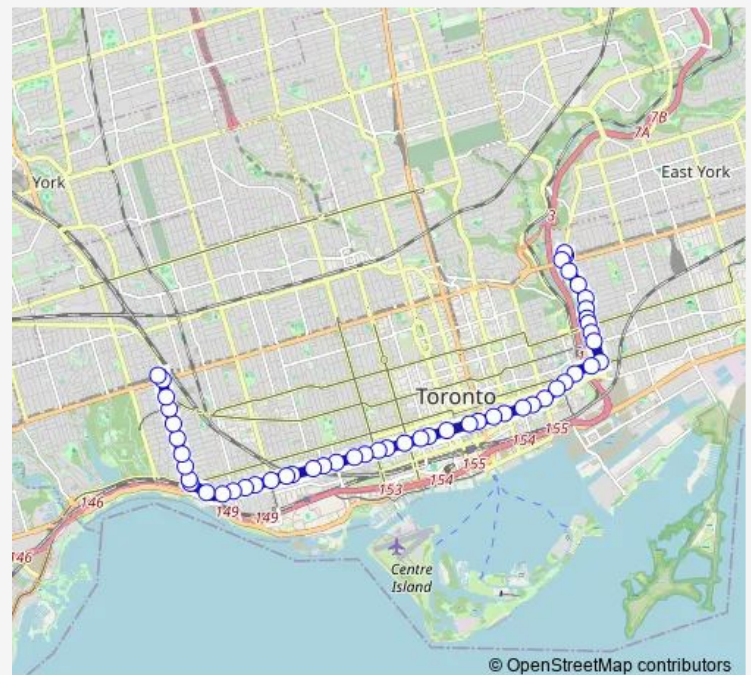 7B
7A
York
East York
3
Toronto
155
154
155
154
153
146
149
149
146
Centre
Island
© OpenStreetMap contributors